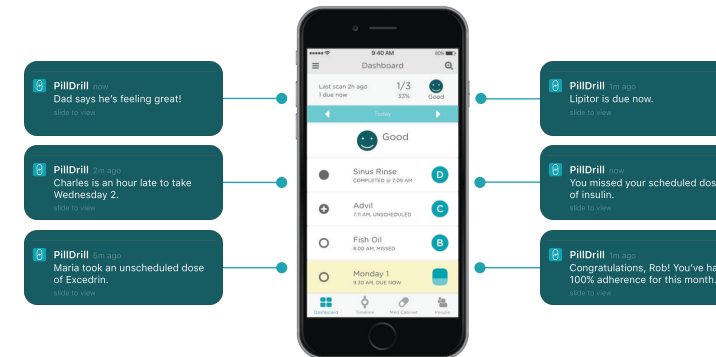 PillDrill now
Dad says he's feeling great!
slide to view
PillDrill 2m ago
Charles is an hour late to take
Wednesday 2.
slide to view
PillDrill 5m ago
Maria took an unscheduled dose
of Excedrin.
slide to view
9:40 AM
80%
Dashboard
Last scan 2h ago
1 due now
1/3
33%
Good
Today
Good
Sinus Rinse
COMPLETED @ 7:09 AM
D
Advil
7:11 AM, UNSCHEDULED
C
Fish Oil
8:00 AM, MISSED
B
Monday 1
9:30 AM, DUE NOW
Dashboard
Timeline
Med Cabinet
People
PillDrill 1m ago
Lipitor is due now.
slide to view
PillDrill now
You missed your scheduled dos
of insulin.
slide to view
PillDrill 1m ago
Congratulations, Rob! You've ha
100% adherence for this month.
slide to view